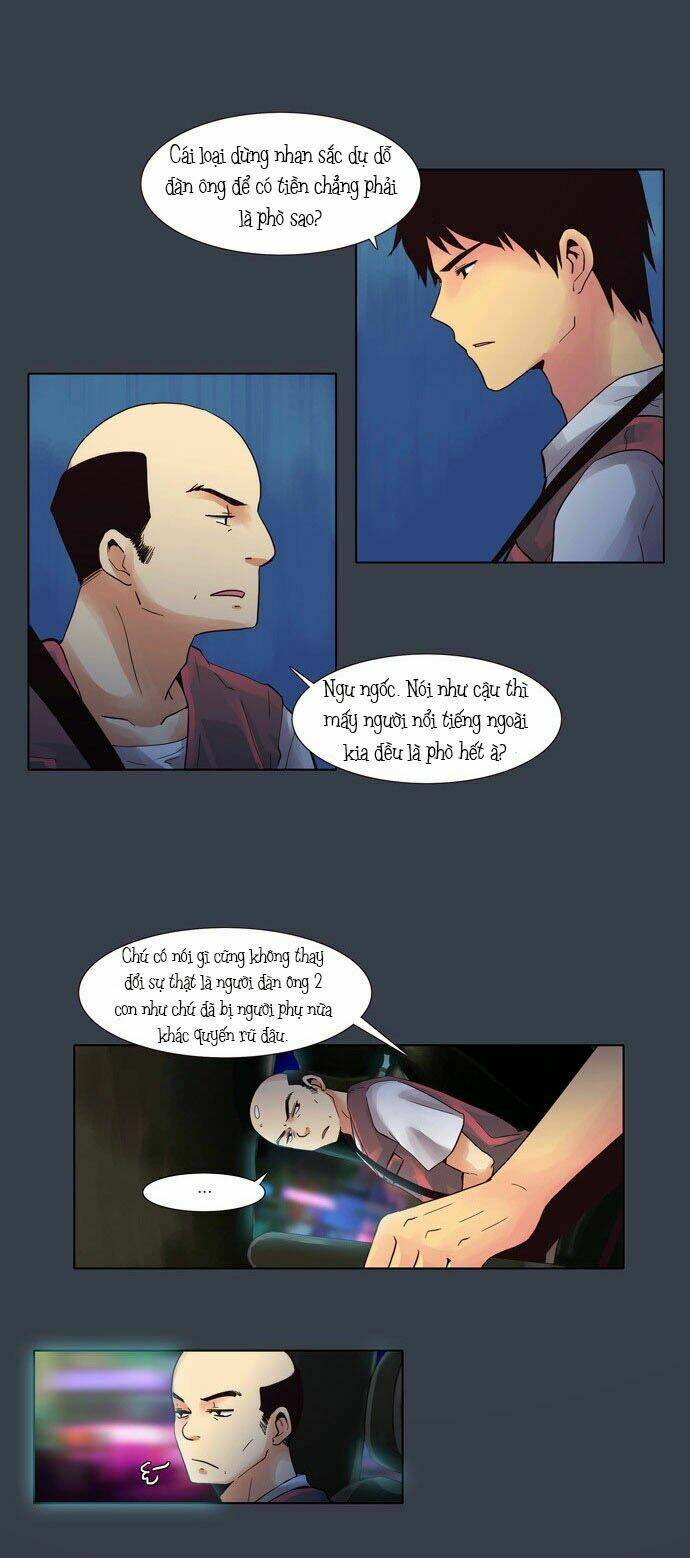 Cái loại dừng nhan sắc dụ dỗ
đàn ông để có tiền chẳng phải
là phò sao?
Ngu ngốc. Nói như cậu thì
mấy người nổi tiếng ngoài
kia đều là phò hết à?
Chú có nói gì cũng không thay
đổi sự thật là người đàn ông 2
con như chú đã bị người phụ nữa
khác quyến rũ đâu.
...